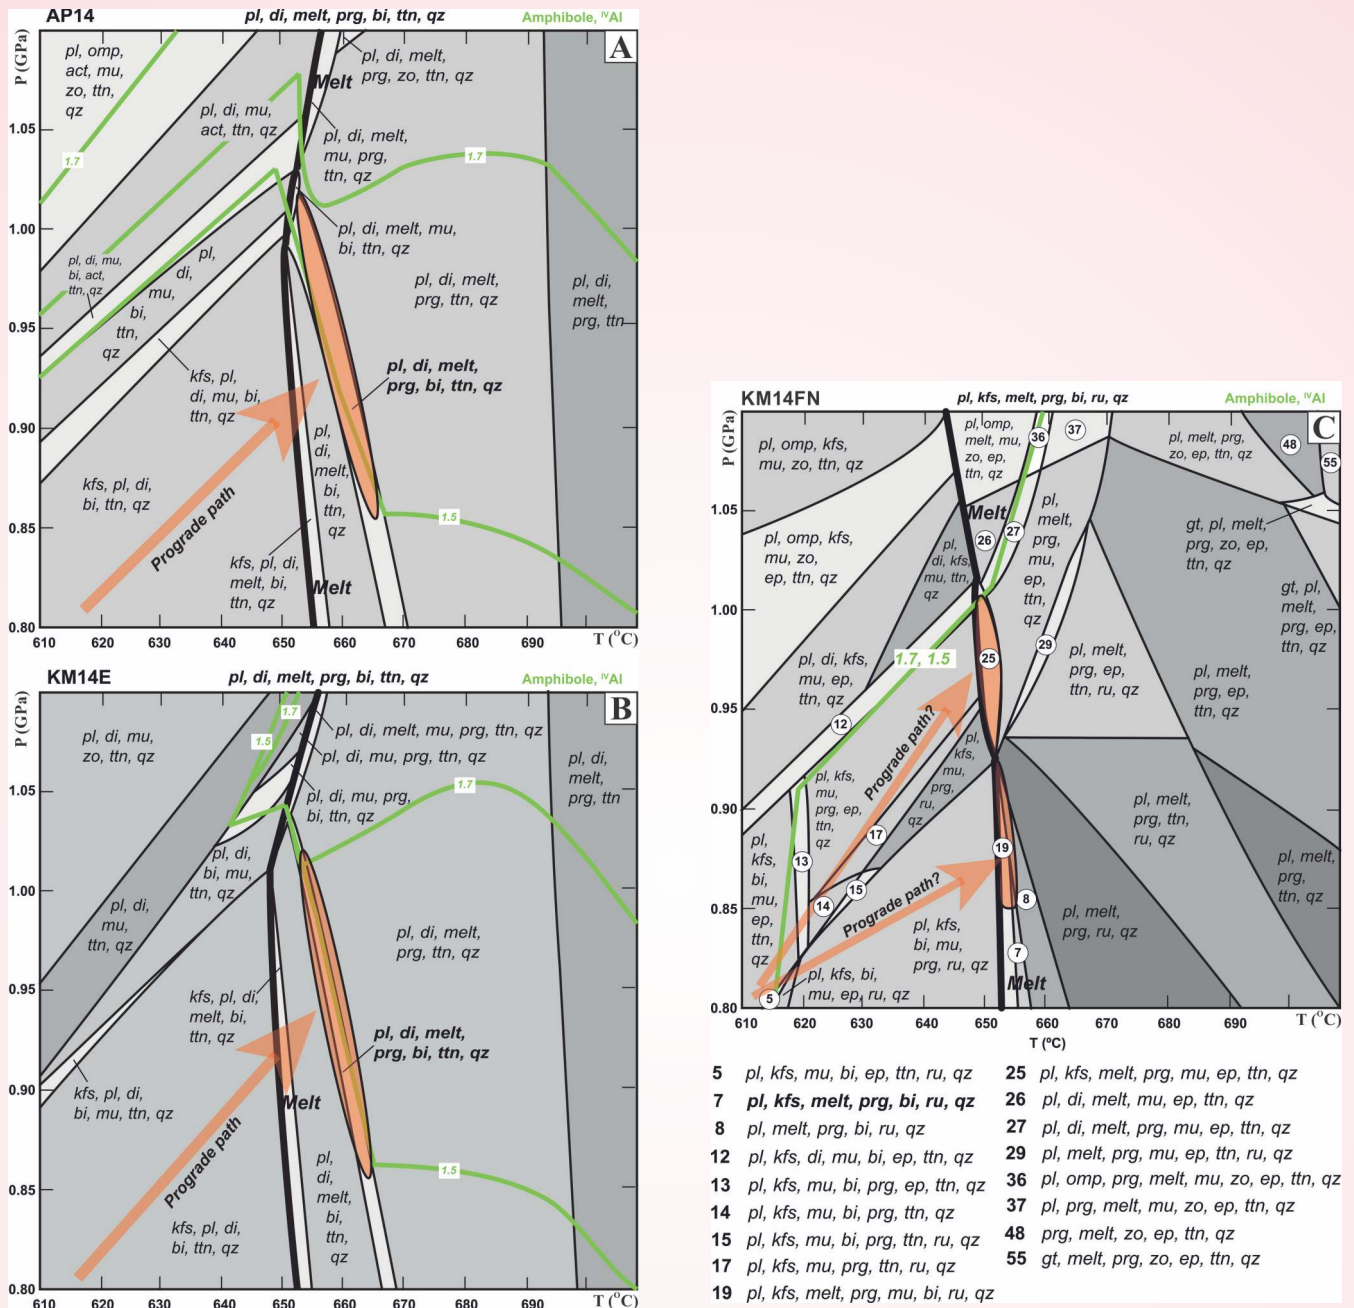 AP14
pl, di, melt, prg, bi, ttn, qz
Amphibole, ᴵⱽAl
A
P (GPa)
1.05
1.00
0.95
0.90
0.85
0.80
pl, omp,
act, mu,
zo, ttn,
qz
1.7
pl, di, mu,
act, ttn, qz
Melt
pl, di, melt,
prg, zo, ttn, qz
pl, di, melt,
mu, prg,
ttn, qz
1.7
pl, di, melt, mu,
bi, ttn, qz
pl, di, mu,
bi, act,
ttn, qz
pl,
di,
mu,
bi,
ttn,
qz
pl, di, melt,
prg, ttn, qz
pl, di,
melt,
prg, ttn
kfs, pl,
di, mu, bi,
ttn, qz
pl, di, melt,
prg, bi, ttn, qz
kfs, pl, di,
bi, ttn, qz
Prograde path
pl,
di,
melt,
bi,
ttn,
qz
1.5
kfs, pl, di,
melt, bi,
ttn, qz
Melt
610 620 630 640 650 660 670 680 690 T (°C)
KM14E
pl, di, melt, prg, bi, ttn, qz
Amphibole, ᴵⱽAl
B
P (GPa)
1.05
1.00
0.95
0.90
0.85
0.80
pl, di, mu,
zo, ttn, qz
1.7
1.5
pl, di, melt, mu, prg, ttn, qz
pl, di, mu, prg, ttn, qz
pl, di, mu, prg,
bi, ttn, qz
1.7
pl, di,
melt,
prg, ttn
pl, di,
bi, mu,
ttn, qz
pl, di,
mu,
ttn, qz
pl, di, melt,
prg, ttn, qz
kfs, pl, di,
melt, bi,
ttn, qz
pl, di, melt,
prg, bi, ttn, qz
kfs, pl, di,
bi, mu, ttn, qz
Melt
Prograde path
pl,
di,
melt,
bi,
ttn,
qz
1.5
kfs, pl, di,
bi, ttn, qz
610 620 630 640 650 660 670 680 690 T (°C)
KM14FN
pl, kfs, melt, prg, bi, ru, qz
Amphibole, ᴵⱽAl
C
P (GPa)
1.05
1.00
0.95
0.90
0.85
0.80
pl, omp, kfs,
mu, zo, ttn, qz
pl, omp,
melt, mu,
zo, ep,
ttn, qz
36
37
pl, melt, prg,
zo, ep, ttn, qz
48
55
Melt
26
27
pl,
melt,
prg,
mu,
ep,
ttn,
qz
gt, pl, melt,
prg, zo, ep,
ttn, qz
pl, omp, kfs,
mu, zo,
ep, ttn, qz
pl,
di, kfs,
mu, ttn,
qz
gt, pl,
melt,
prg, ep,
ttn, qz
pl, di, kfs,
mu, ep,
ttn, qz
1.7, 1.5
25
29
pl, melt,
prg, ep,
ttn, ru, qz
pl, melt,
prg, ep,
ttn, qz
12
Prograde path?
pl,
kfs,
mu,
prg,
ru,
qz
pl, kfs,
mu,
prg, ep,
ttn,
qz
pl, melt,
prg, ttn,
ru, qz
pl,
kfs,
bi,
mu,
ep,
ttn,
qz
13
17
19
pl, melt,
prg,
ttn, qz
14
15
Prograde path?
8
pl, kfs,
bi, mu,
prg, ru, qz
pl, melt,
prg, ru, qz
7
Melt
pl, kfs, bi,
mu, ep, ru, qz
5
610 620 630 640 650 660 670 680 690 T (°C)
T (ºC)
5 pl, kfs, mu, bi, ep, ttn, ru, qz
7 pl, kfs, melt, prg, bi, ru, qz
8 pl, melt, prg, bi, ru, qz
12 pl, kfs, di, mu, bi, ep, ttn, qz
13 pl, kfs, mu, bi, prg, ep, ttn, qz
14 pl, kfs, mu, bi, prg, ttn, qz
15 pl, kfs, mu, bi, prg, ttn, ru, qz
17 pl, kfs, mu, prg, ttn, ru, qz
19 pl, kfs, melt, prg, mu, bi, ru, qz
25 pl, kfs, melt, prg, mu, ep, ttn, qz
26 pl, di, melt, mu, ep, ttn, qz
27 pl, di, melt, prg, mu, ep, ttn, qz
29 pl, melt, prg, mu, ep, ttn, ru, qz
36 pl, omp, prg, melt, mu, zo, ep, ttn, qz
37 pl, prg, melt, mu, zo, ep, ttn, qz
48 prg, melt, zo, ep, ttn, qz
55 gt, melt, prg, zo, ep, ttn, qz